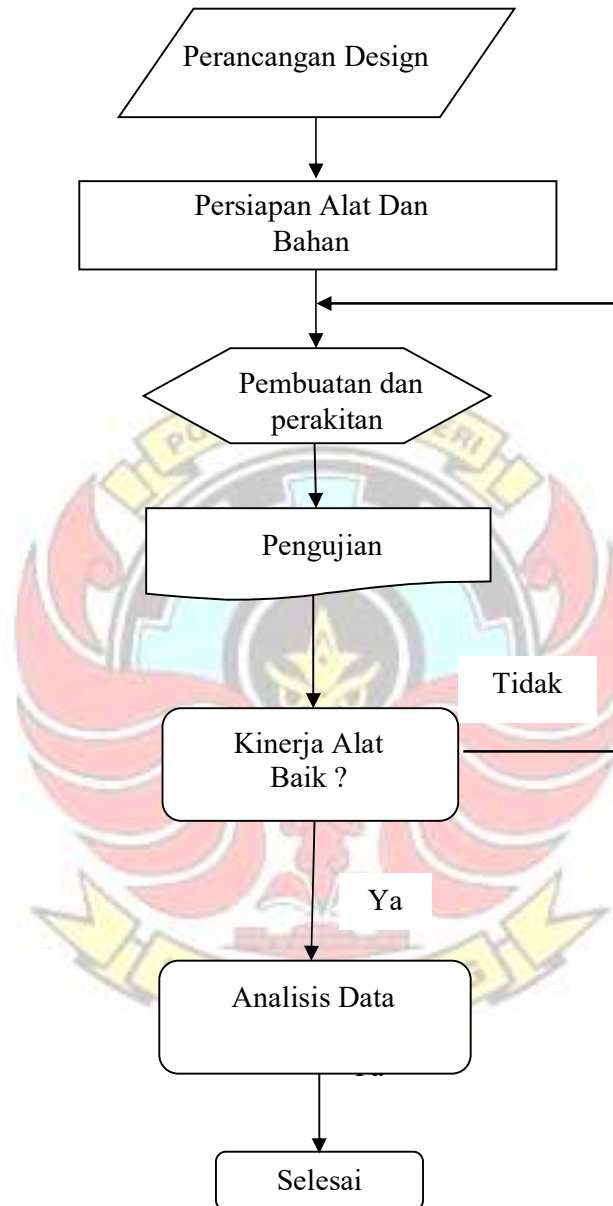 Perancangan Design
Persiapan Alat Dan
Bahan
Pembuatan dan
perakitan
Pengujian
Tidak
Kinerja Alat
Baik ?
Ya
Analisis Data
Selesai